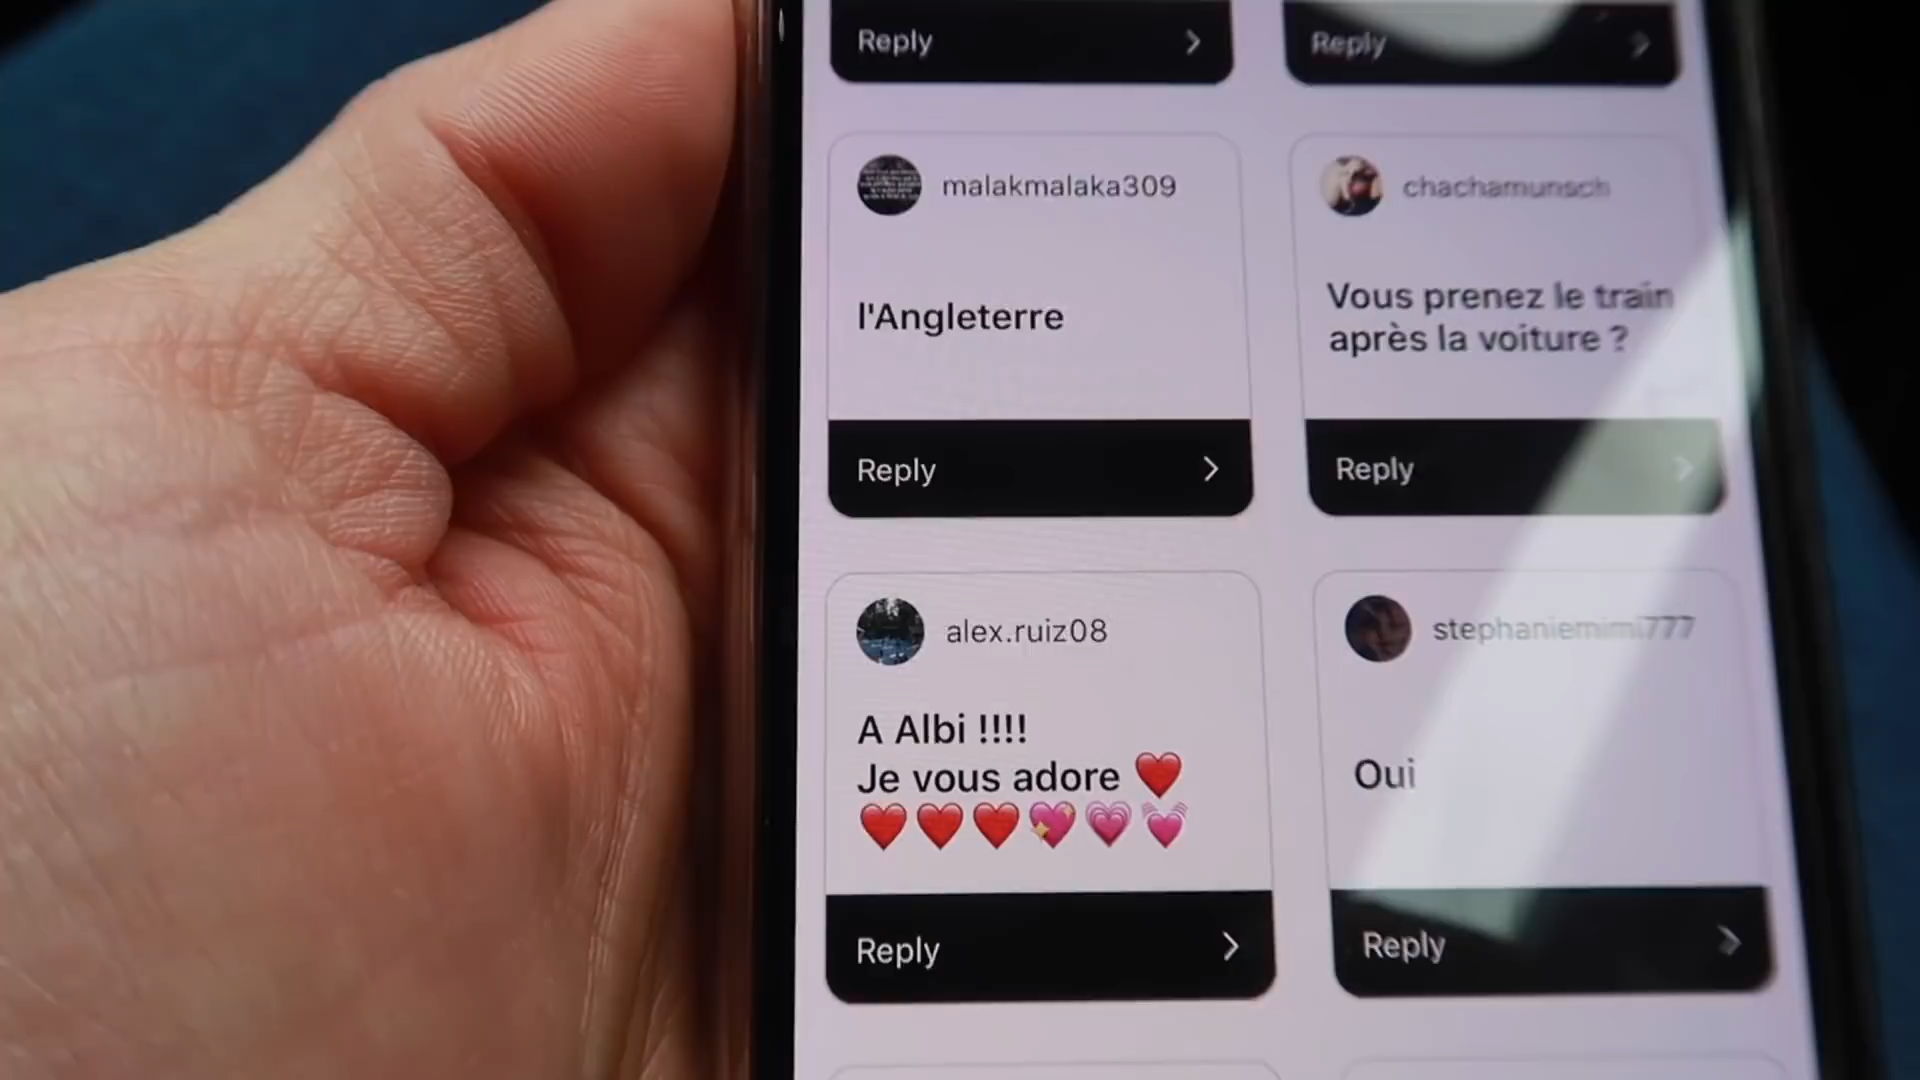 Reply
Reply
malakmalaka309
l'Angleterre
Reply
chachamunsch
Vous prenez le train
après la voiture ?
Reply
alex.ruiz08
A Albi !!!!
Je vous adore ❤️
❤️❤️❤️💖💗💓
Reply
stephaniemimi777
Oui
Reply